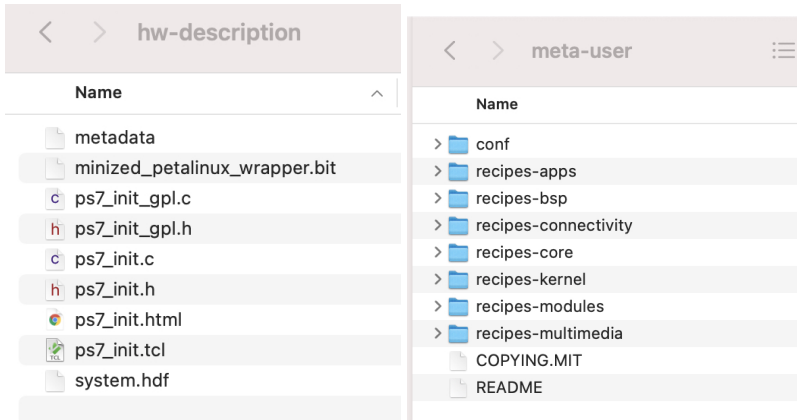 hw-description
Name
metadata
minized_petalinux_wrapper.bit
ps7_init_gpl.c
ps7_init_gpl.h
ps7_init.c
ps7_init.h
ps7_init.html
ps7_init.tcl
system.hdf
meta-user
Name
conf
recipes-apps
recipes-bsp
recipes-connectivity
recipes-core
recipes-kernel
recipes-modules
recipes-multimedia
COPYING.MIT
README